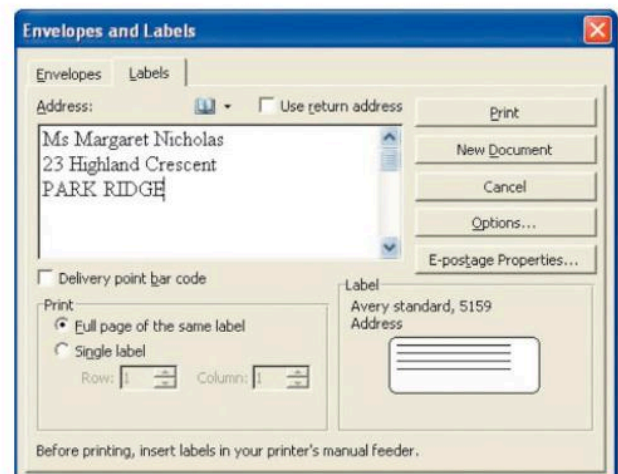 Envelopes and Labels
Envelopes Labels
Address: Use return address
Ms Margaret Nicholas
23 Highland Crescent
PARK RIDGE
Print
New Document
Cancel
Options...
E-postage Properties...
Delivery point bar code
Print
Full page of the same label
Single label
Row: 1 Column: 1
Label
Avery standard, 5159
Address
Before printing, insert labels in your printer's manual feeder.